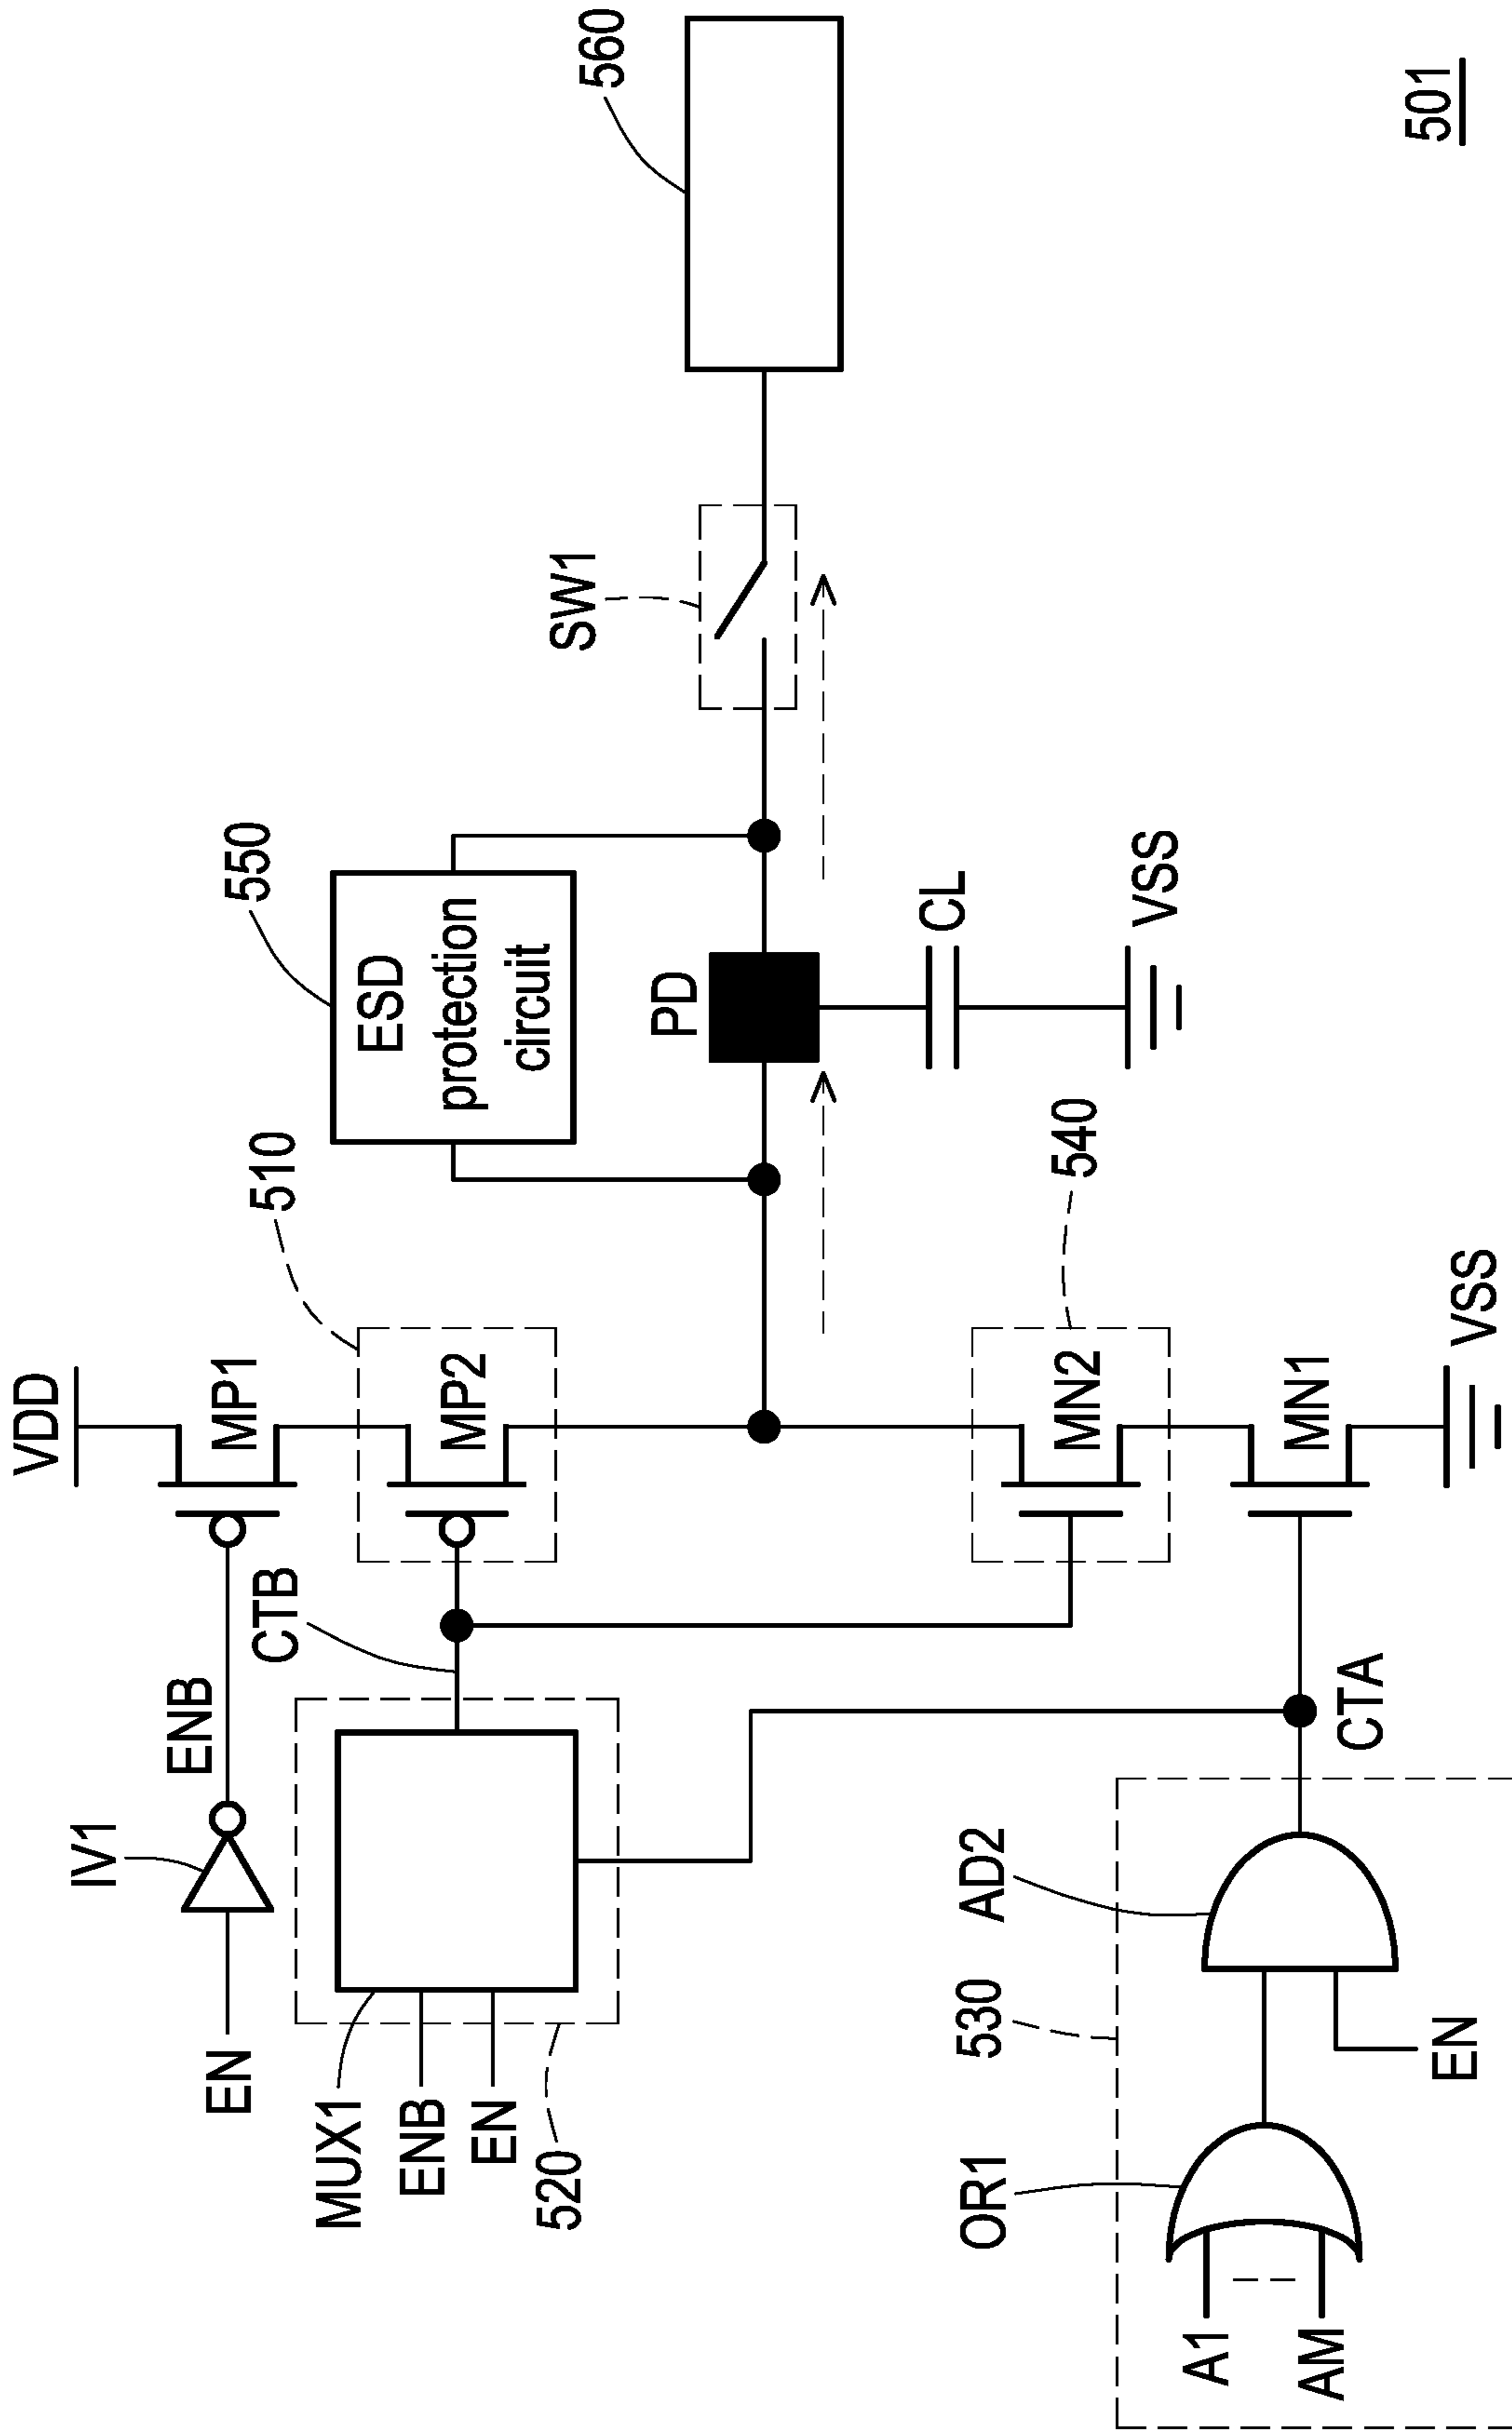 VDD
IV1
EN
ENB
MP1
510
550
ESD
protection
circuit
560
MUX1
ENB
EN
520
CTB
MP2
SW1
PD
CL
VSS
530
OR1
AD2
A1
AM
EN
CTA
MN2
540
MN1
VSS
501